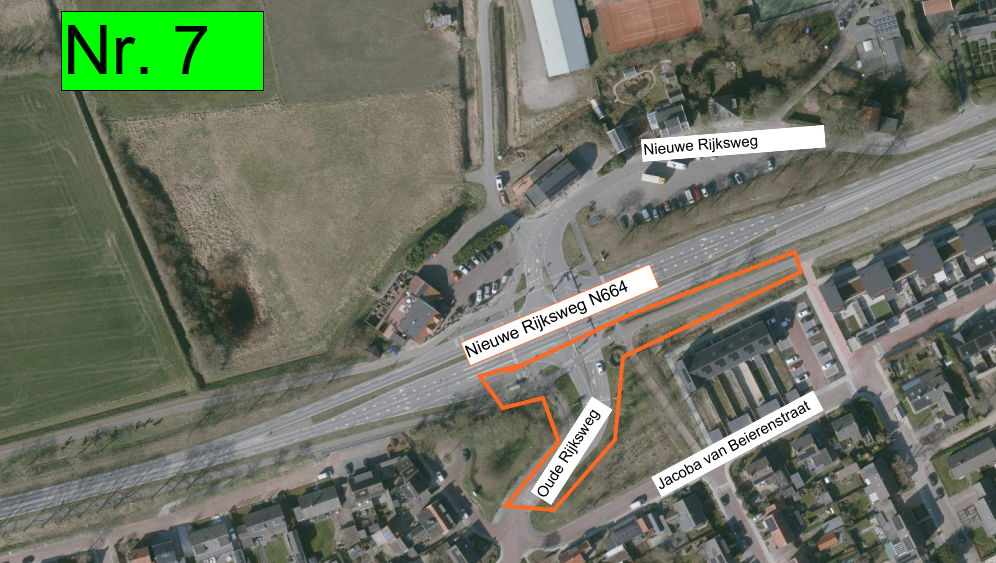 Nr. 7
Nieuwe Rijksweg
Nieuwe Rijksweg N664
Oude Rijksweg
Jacoba van Beierenstraat